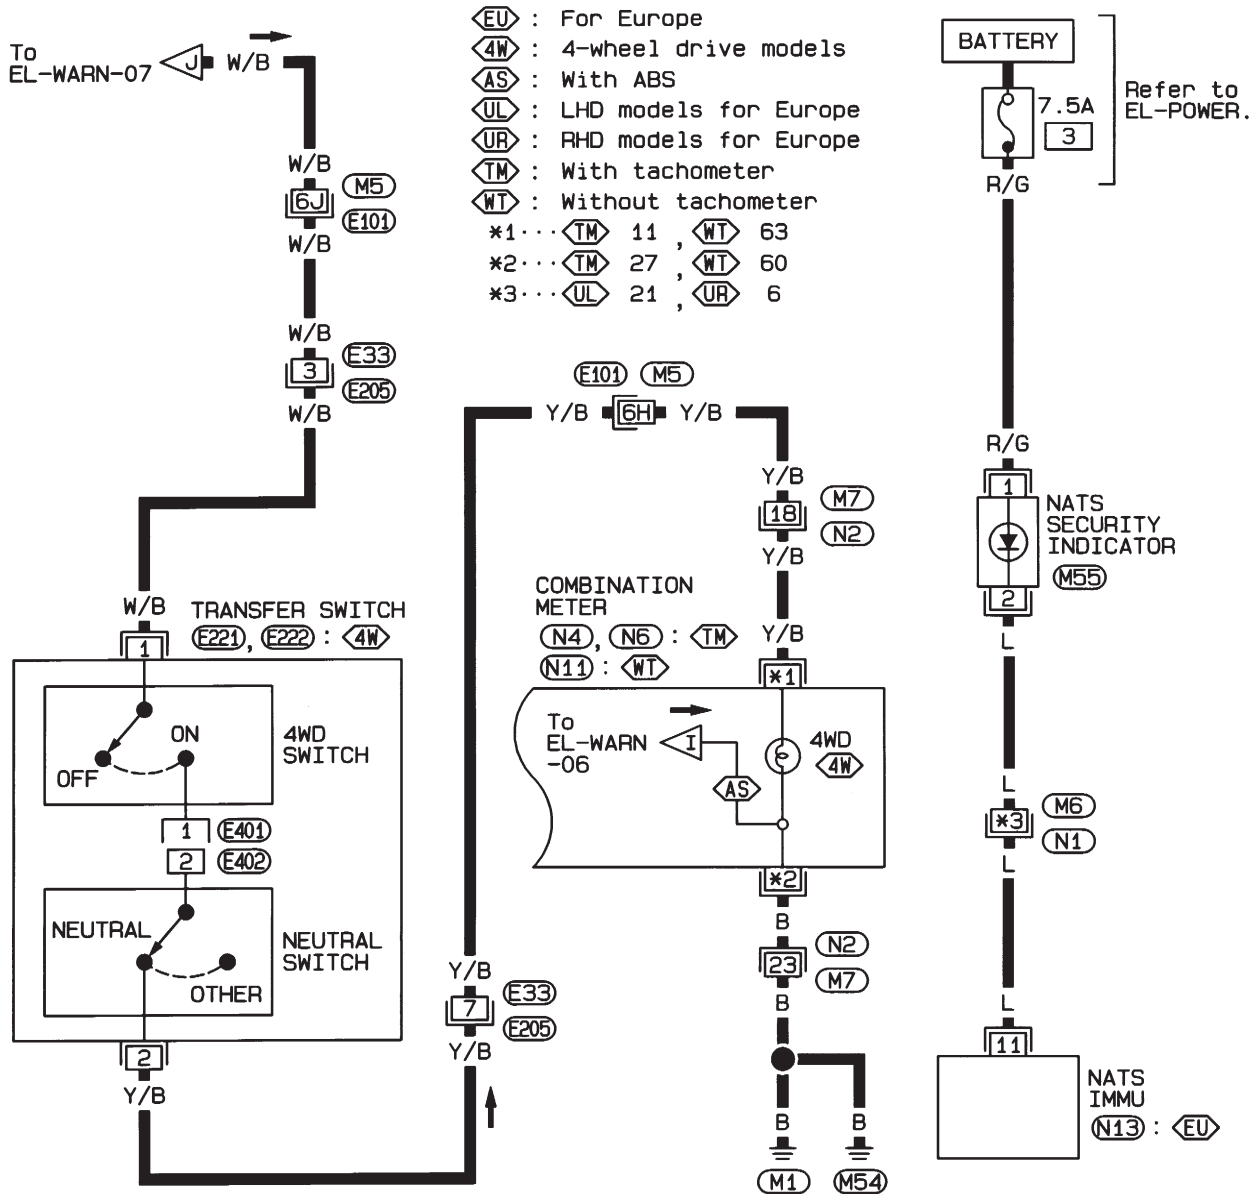 To
EL-WARN-07
J
W/B
W/B
6J
M5
E101
W/B
W/B
3
E33
E205
W/B
W/B
1
TRANSFER SWITCH
E221, E222 : 4W
ON
OFF
4WD
SWITCH
1
E401
2
E402
NEUTRAL
OTHER
NEUTRAL
SWITCH
2
Y/B
EU : For Europe
4W : 4-wheel drive models
AS : With ABS
UL : LHD models for Europe
UR : RHD models for Europe
TM : With tachometer
WT : Without tachometer
*1··· TM 11 , WT 63
*2··· TM 27 , WT 60
*3··· UL 21 , UR 6
E101 M5
Y/B 6H Y/B
Y/B
18
M7
N2
Y/B
COMBINATION
METER
N4, N6 : TM
N11 : WT
Y/B
*1
To
EL-WARN
-06
I
AS
4WD
4W
*2
B
23
N2
M7
B
Y/B
7
E33
E205
Y/B
B
B
M1
M54
BATTERY
7.5A
3
Refer to
EL-POWER.
R/G
R/G
1
NATS
SECURITY
INDICATOR
M55
2
L
L
*3
M6
N1
L
L
11
NATS
IMMU
N13 : EU